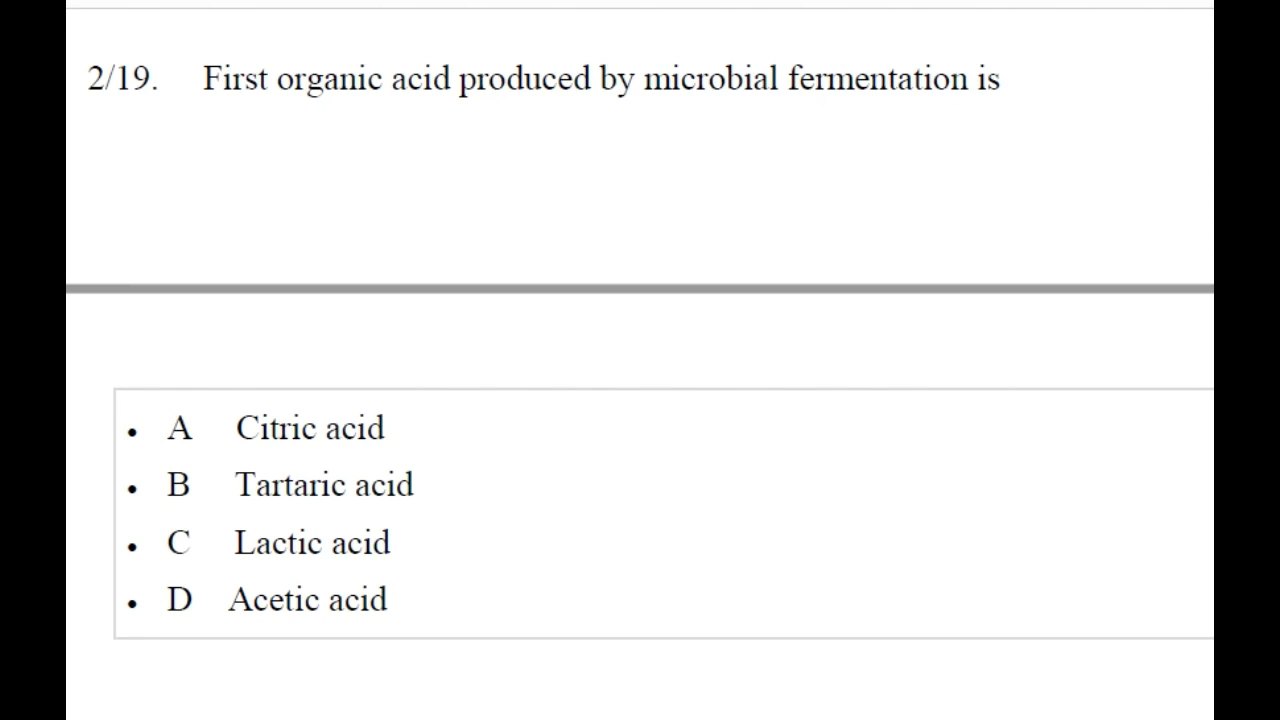 2/19. First organic acid produced by microbial fermentation is
• A Citric acid
• B Tartaric acid
• C Lactic acid
• D Acetic acid